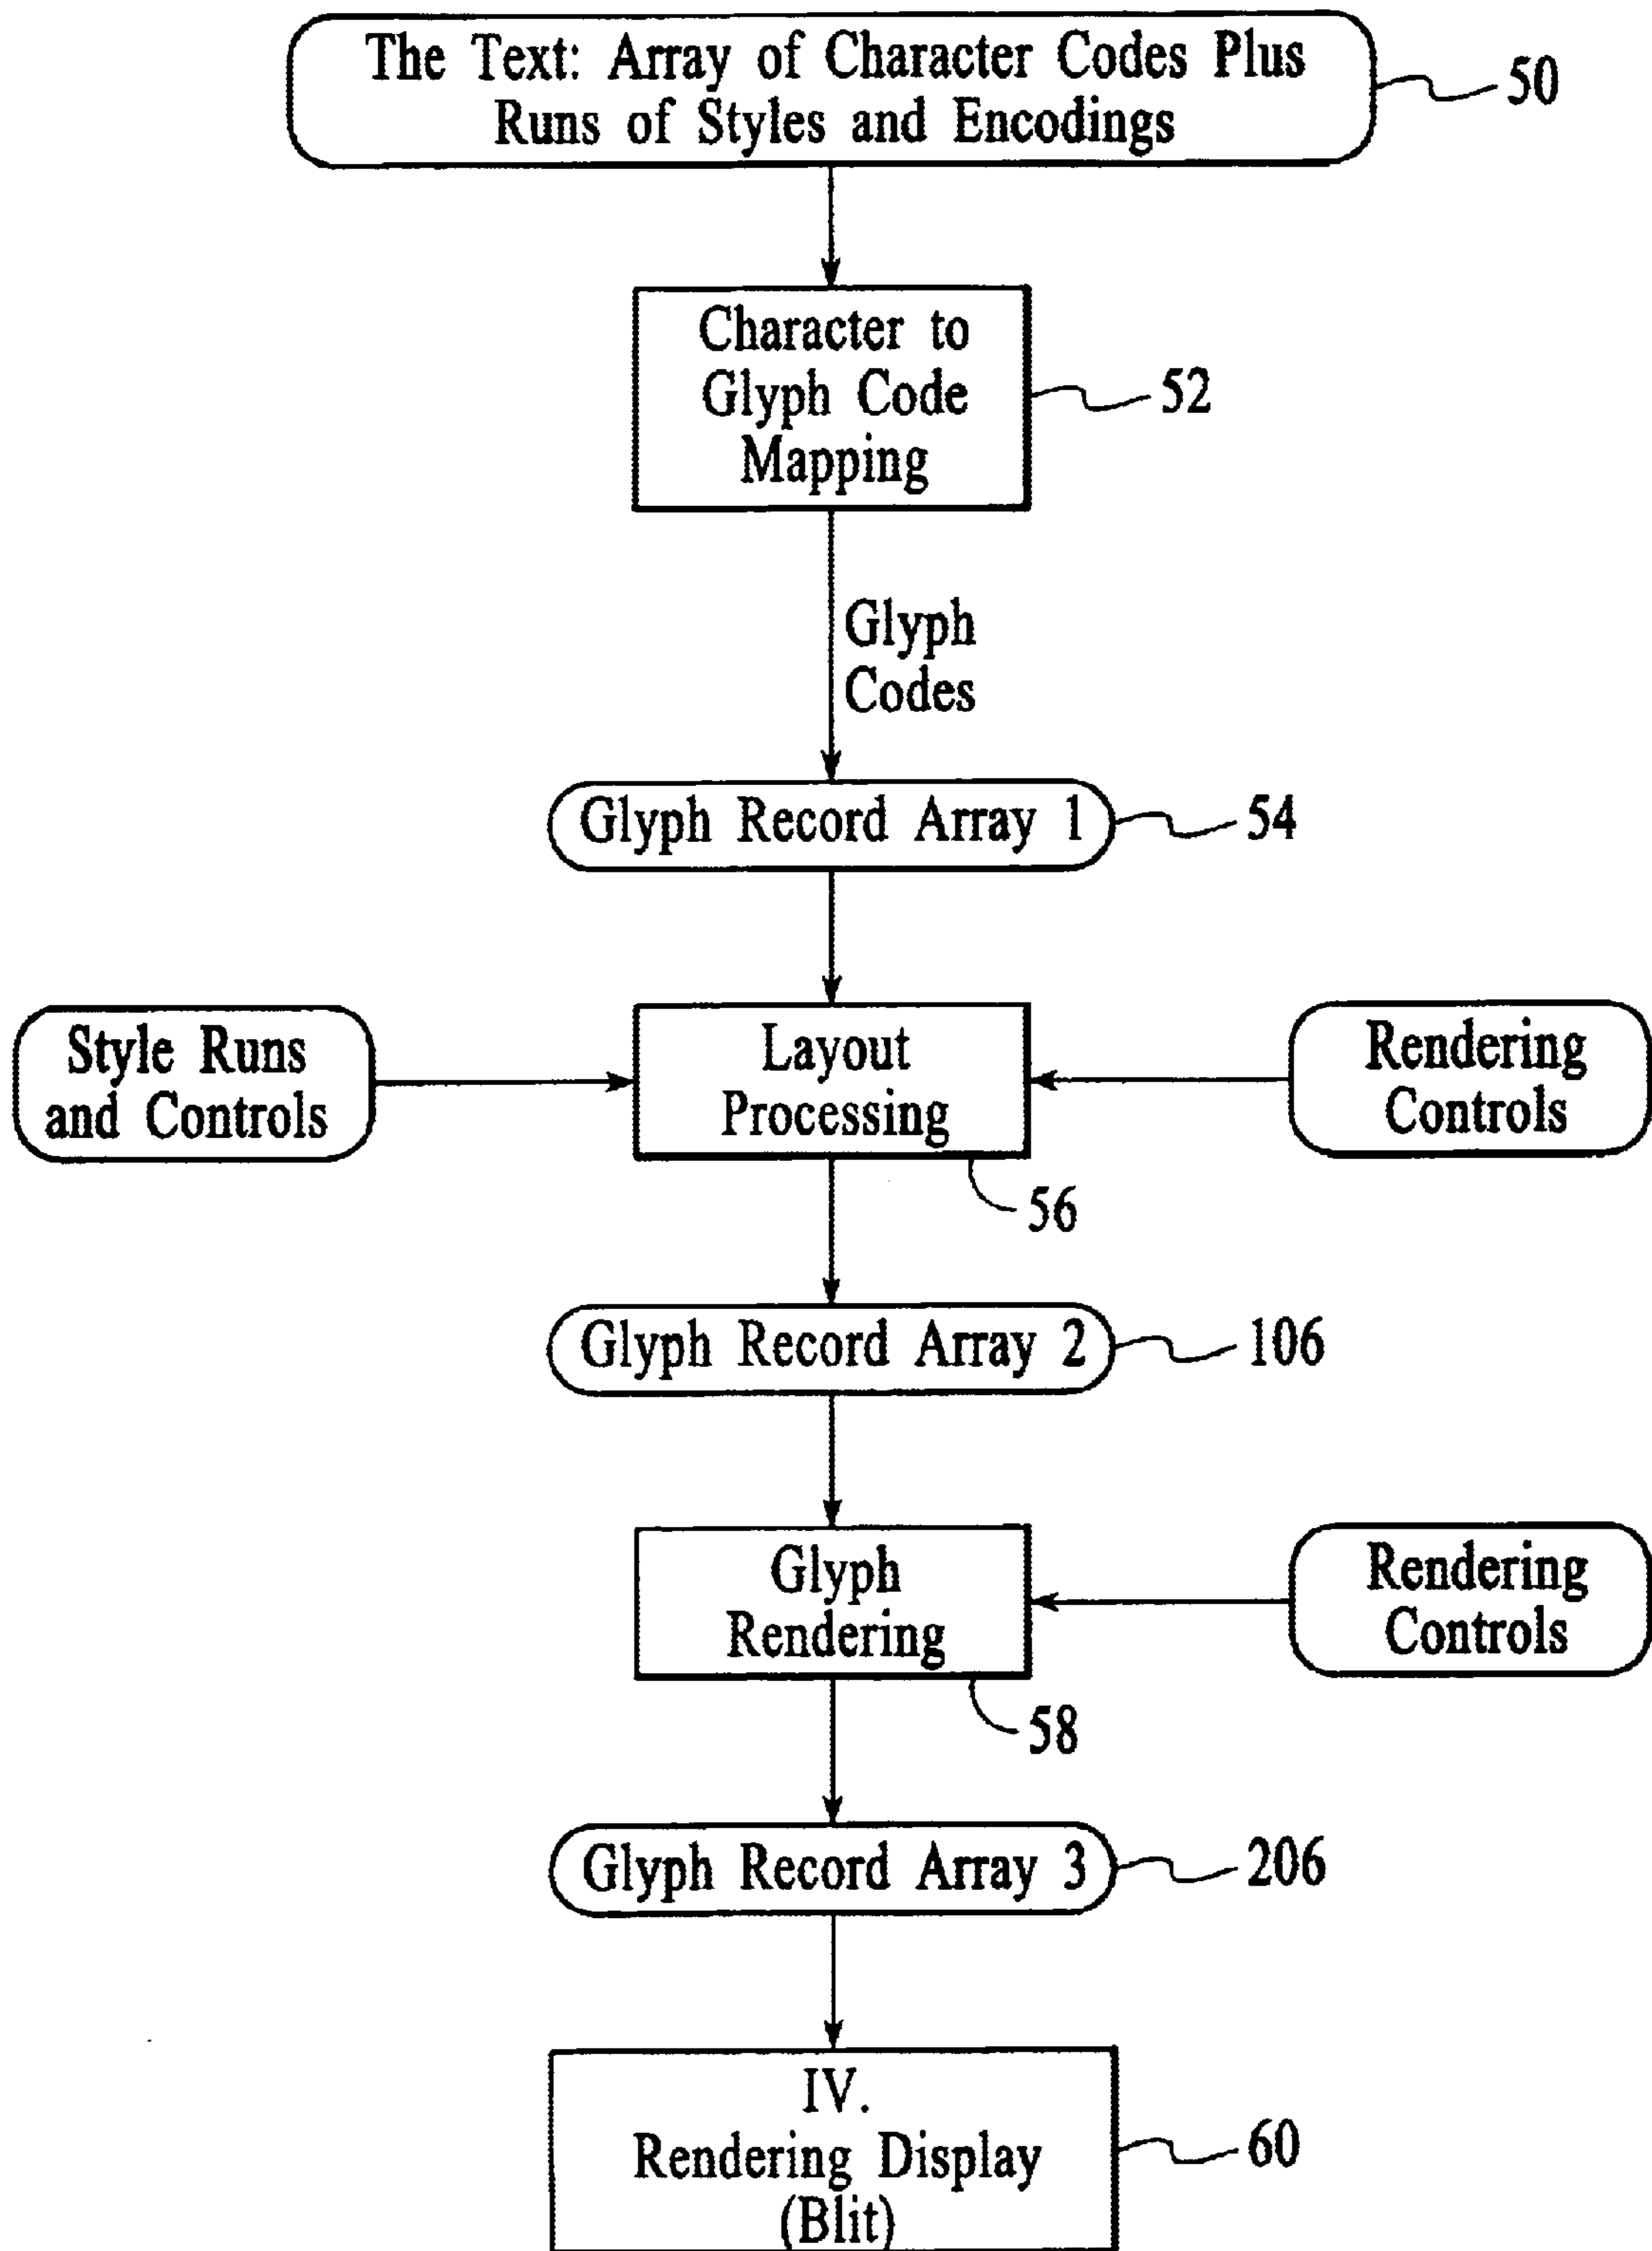 The Text: Array of Character Codes Plus
Runs of Styles and Encodings
50
Character to
Glyph Code
Mapping
52
Glyph
Codes
Glyph Record Array 1
54
Style Runs
and Controls
Layout
Processing
Rendering
Controls
56
Glyph Record Array 2
106
Glyph
Rendering
Rendering
Controls
58
Glyph Record Array 3
206
IV.
Rendering Display
(Blit)
60